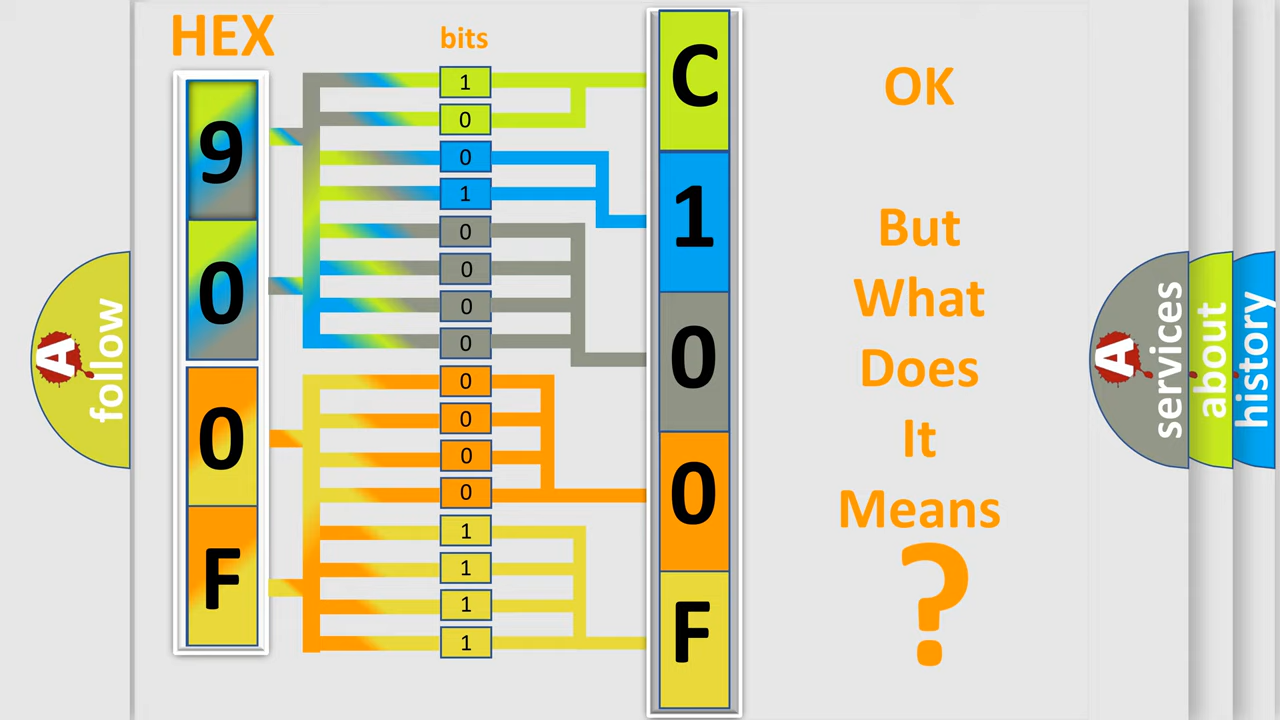 HEX
bits
9
0
0
F
1
0
0
1
0
0
0
0
0
0
0
0
1
1
1
1
C
1
0
0
F
OK
But
What
Does
It
Means
?
A
follow
A
services
about
history